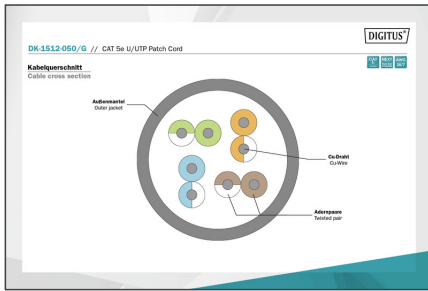 DIGITUS®
DK-1512-050/G // CAT 5e U/UTP Patch Cord
Kabelquerschnitt
Cable cross section
Außenmantel
Outer jacket
Cu-Draht
Cu-Wire
Adernpaare
Twisted pair